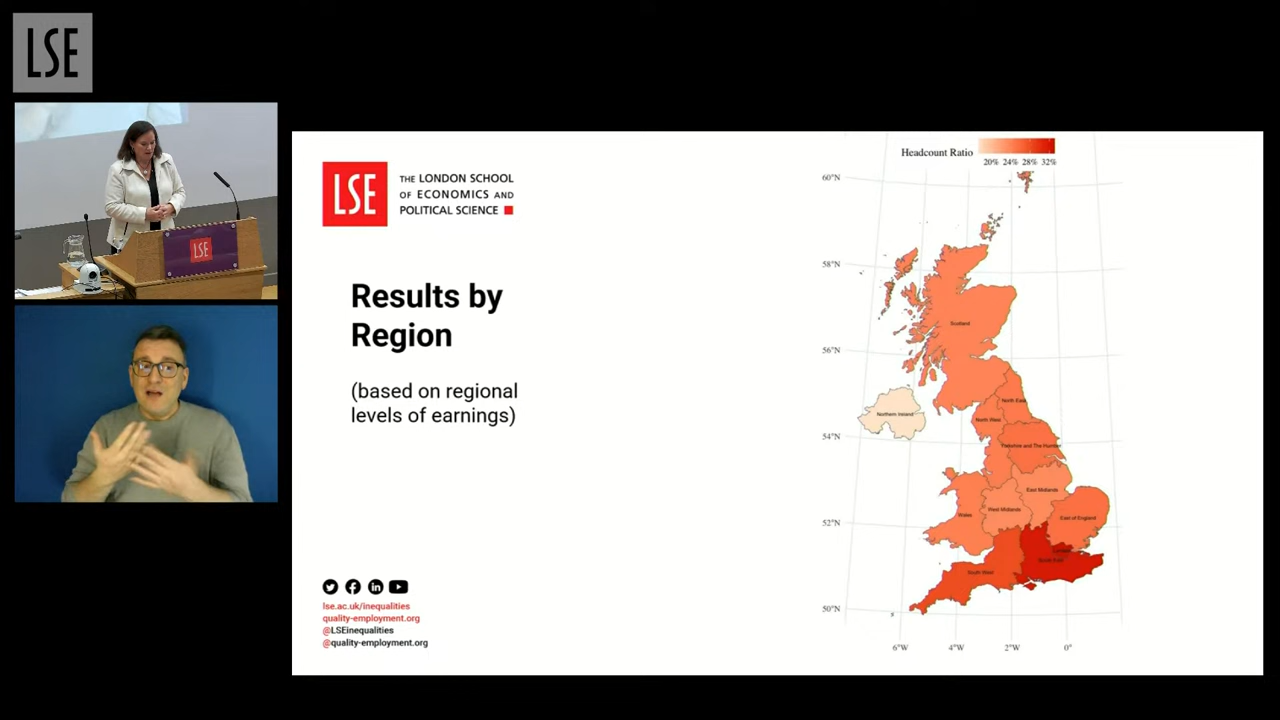 LSE
LSE
LSE
THE LONDON SCHOOL
OF ECONOMICS AND
POLITICAL SCIENCE
Results by
Region
(based on regional
levels of earnings)
lse.ac.uk/inequalities
quality-employment.org
@LSEinequalities
@quality-employment.org
Headcount Ratio
20% 24% 28% 32%
60°N
58°N
56°N
54°N
52°N
50°N
6°W 4°W 2°W 0°
Scotland
Northern Ireland
North East
North West
Yorkshire and The Humber
East Midlands
West Midlands
Wales
East of England
London
South East
South West